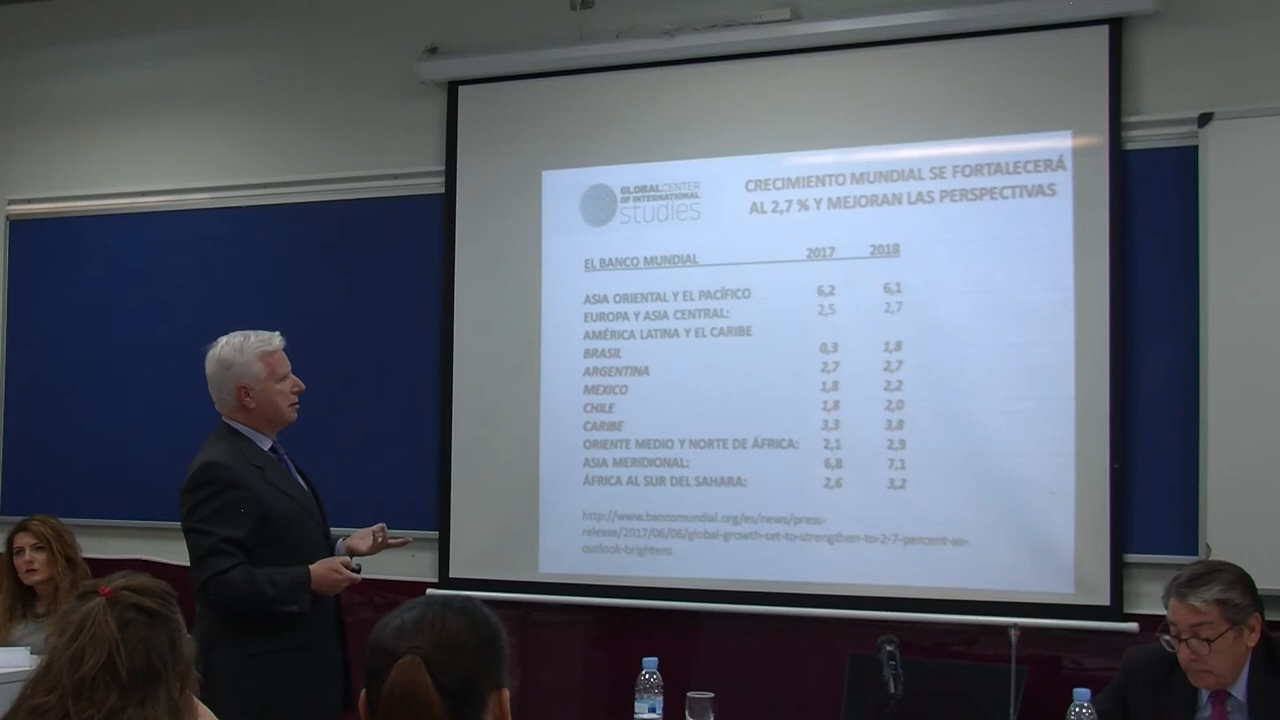 GLOBALCENTER
OF INTERNATIONAL
studies
CRECIMIENTO MUNDIAL SE FORTALECERÁ
AL 2,7 % Y MEJORAN LAS PERSPECTIVAS
EL BANCO MUNDIAL 2017 2018
ASIA ORIENTAL Y EL PACÍFICO 6,2 6,1
EUROPA Y ASIA CENTRAL: 2,5 2,7
AMÉRICA LATINA Y EL CARIBE
BRASIL 0,3 1,8
ARGENTINA 2,7 2,7
MEXICO 1,8 2,2
CHILE 1,8 2,0
CARIBE 3,3 3,8
ORIENTE MEDIO Y NORTE DE ÁFRICA: 2,1 2,9
ASIA MERIDIONAL: 6,8 7,1
ÁFRICA AL SUR DEL SAHARA: 2,6 3,2
http://www.bancomundial.org/es/news/press-
release/2017/06/06/global-growth-set-to-strengthen-to-2-7-percent-as-
outlook-brightens